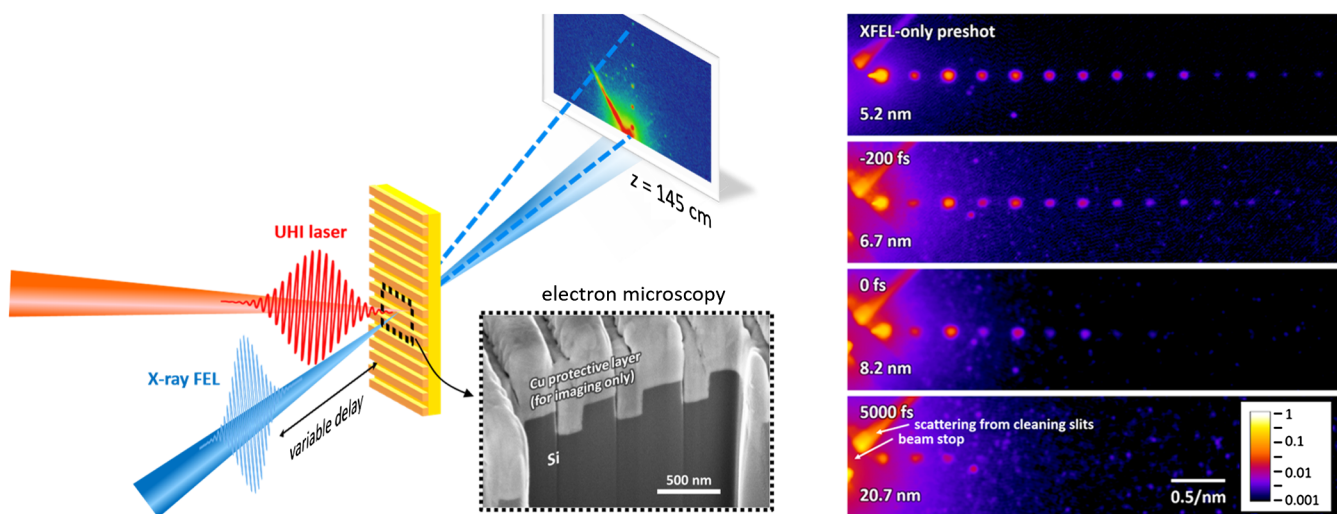 UHI laser
X-ray FEL
variable delay
z = 145 cm
electron microscopy
Cu protective layer
(for imaging only)
Si
500 nm
XFEL-only preshot
5.2 nm
-200 fs
6.7 nm
0 fs
8.2 nm
5000 fs
scattering from cleaning slits
beam stop
20.7 nm
0.5/nm
1
0.1
0.01
0.001